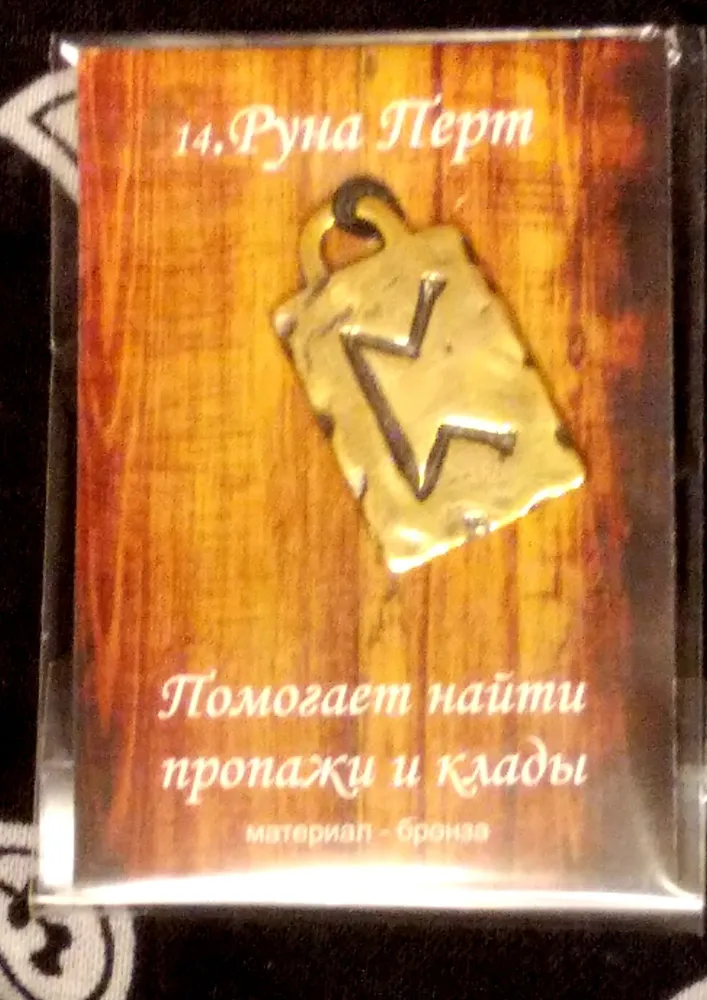 14.Руна Перт
Помогает найти
пропажи и клады
материал - бронза